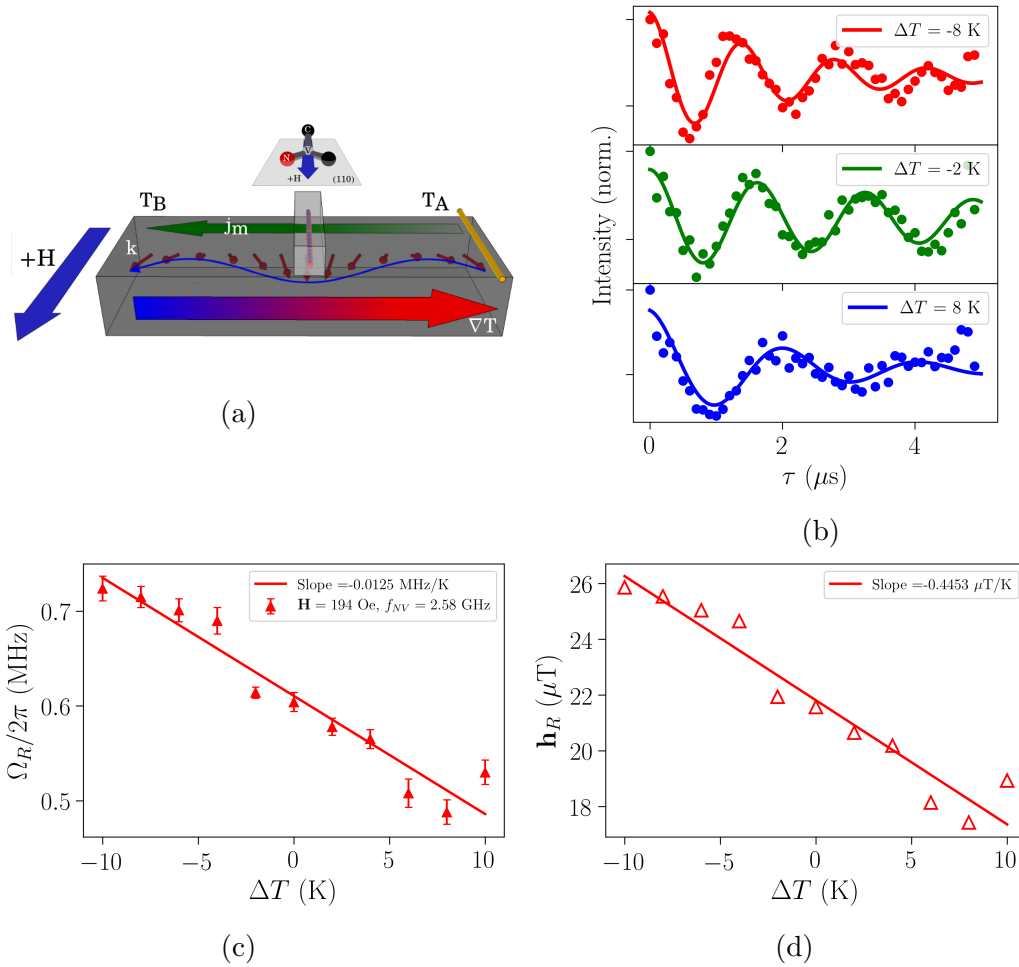 C
N
V
+H
(110)
T_B
T_A
j_m
+H
k
∇T
(a)
ΔT = -8 K
ΔT = -2 K
ΔT = 8 K
Intensity (norm.)
0
2
4
τ (μs)
(b)
Slope =-0.0125 MHz/K
H = 194 Oe, f_NV = 2.58 GHz
Ω_R/2π (MHz)
0.7
0.6
0.5
−10
−5
0
5
10
ΔT (K)
(c)
Slope =-0.4453 μT/K
h_R (μT)
26
24
22
20
18
−10
−5
0
5
10
ΔT (K)
(d)